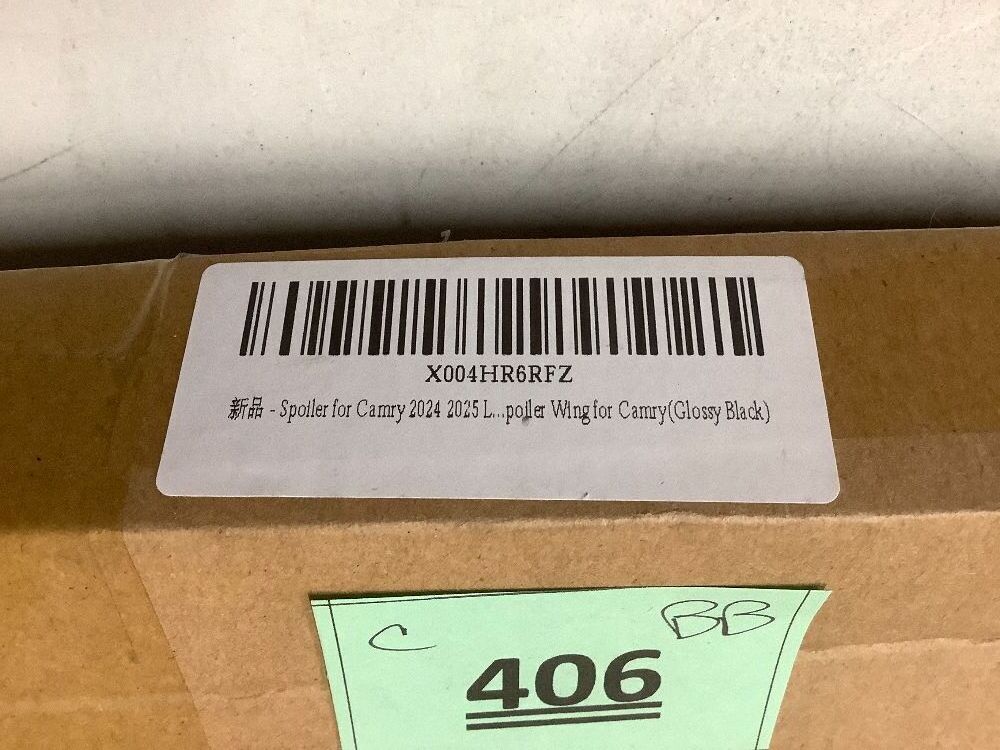 X004HR6RFZ
新品 - Spoiler for Camry 2024 2025 L...poiler Wing for Camry(Glossy Black)
C BB
406